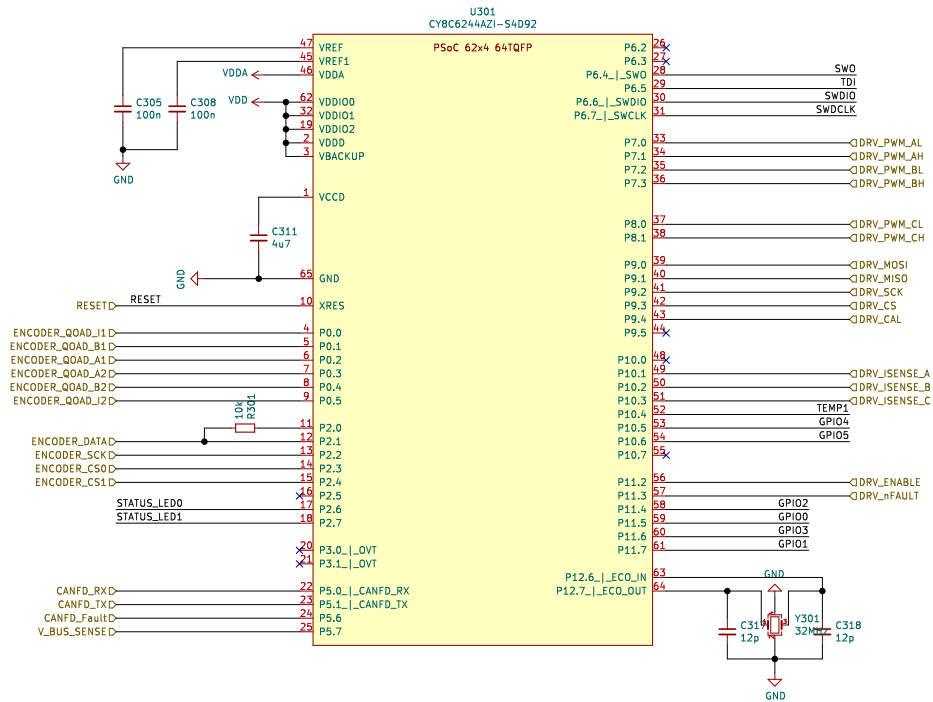 U301
CY8C6244AZI-S4D92
PSoC 62x4 64TQFP
47 VREF
45 VREF1
VDDA 46 VDDA
VDD 62 VDDIO0
32 VDDIO1
19 VDDIO2
2 VDDD
3 VBACKUP
C305
100n
C308
100n
GND
1 VCCD
C311
4u7
GND 65 GND
RESET RESET 10 XRES
ENCODER_QOAD_I1 4 P0.0
ENCODER_QOAD_B1 5 P0.1
ENCODER_QOAD_A1 6 P0.2
ENCODER_QOAD_A2 7 P0.3
ENCODER_QOAD_B2 8 P0.4
ENCODER_QOAD_I2 9 P0.5
10k
R301
11 P2.0
ENCODER_DATA 12 P2.1
ENCODER_SCK 13 P2.2
ENCODER_CS0 14 P2.3
ENCODER_CS1 15 P2.4
16 P2.5
STATUS_LED0 17 P2.6
STATUS_LED1 18 P2.7
20 P3.0_|_OVT
21 P3.1_|_OVT
CANFD_RX 22 P5.0_|_CANFD_RX
CANFD_TX 23 P5.1_|_CANFD_TX
CANFD_Fault 24 P5.6
V_BUS_SENSE 25 P5.7
P6.2 26
P6.3 27
P6.4_|_SWO 28 SWO
P6.5 29 TDI
P6.6_|_SWDIO 30 SWDIO
P6.7_|_SWCLK 31 SWDCLK
P7.0 33 DRV_PWM_AL
P7.1 34 DRV_PWM_AH
P7.2 35 DRV_PWM_BL
P7.3 36 DRV_PWM_BH
P8.0 37 DRV_PWM_CL
P8.1 38 DRV_PWM_CH
P9.0 39 DRV_MOSI
P9.1 40 DRV_MISO
P9.2 41 DRV_SCK
P9.3 42 DRV_CS
P9.4 43 DRV_CAL
P9.5 44
P10.0 48
P10.1 49 DRV_ISENSE_A
P10.2 50 DRV_ISENSE_B
P10.3 51 DRV_ISENSE_C
P10.4 52 TEMP1
P10.5 53 GPIO4
P10.6 54 GPIO5
P10.7 55
P11.2 56 DRV_ENABLE
P11.3 57 DRV_nFAULT
P11.4 58 GPIO2
P11.5 59 GPIO0
P11.6 60 GPIO3
P11.7 61 GPIO1
P12.6_|_ECO_IN 63
P12.7_|_ECO_OUT 64
GND
C317
12p
Y301
32MHz
C318
12p
GND